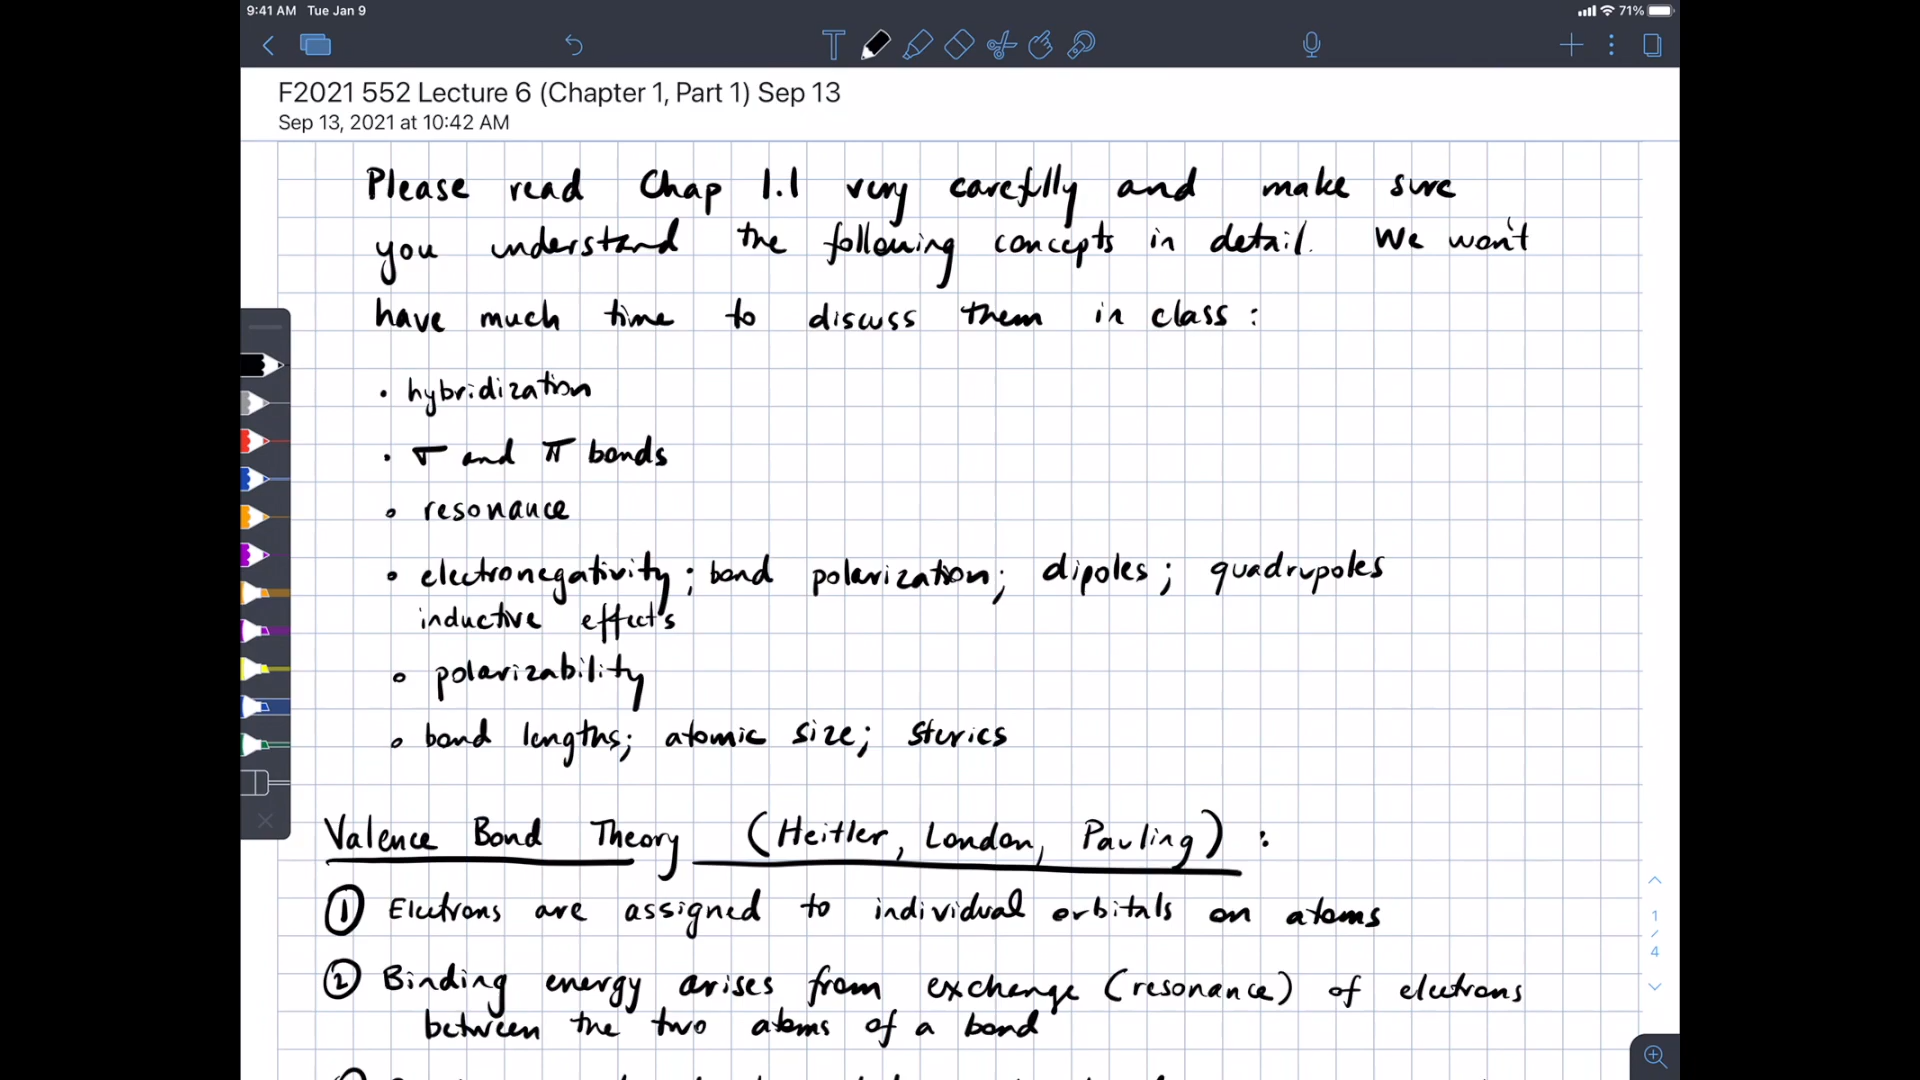 9:41 AM Tue Jan 9
71%
F2021 552 Lecture 6 (Chapter 1, Part 1) Sep 13
Sep 13, 2021 at 10:42 AM
Please read Chap 1.1 very carefully and make sure
you understand the following concepts in detail. We won't
have much time to discuss them in class:
• hybridization
• σ and π bonds
• resonance
• electronegativity; bond polarization; dipoles; quadrupoles
inductive effects
• polarizability
• bond lengths; atomic size; sterics
Valence Bond Theory (Heitler, London, Pauling):
① Electrons are assigned to individual orbitals on atoms
② Binding energy arises from exchange (resonance) of electrons
between the two atoms of a bond
1
/
4